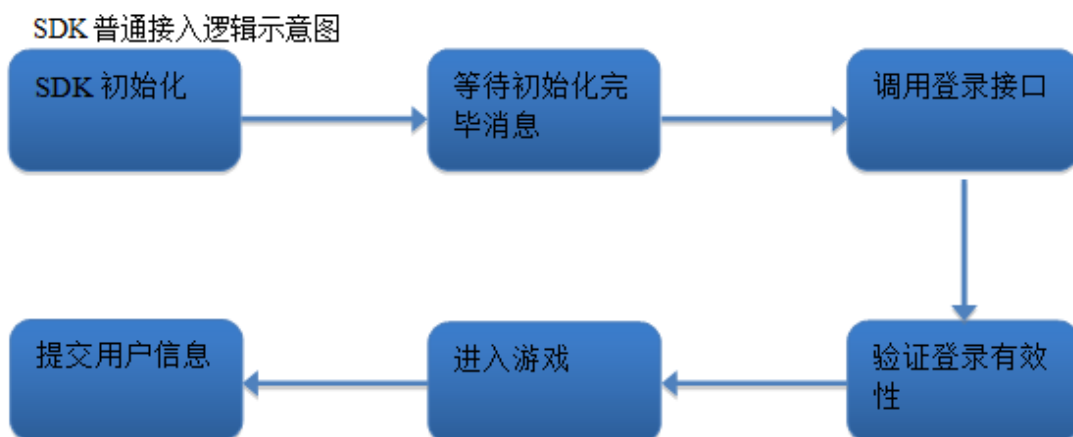 SDK 普通接入逻辑示意图
SDK 初始化
等待初始化完
毕消息
调用登录接口
验证登录有效
性
进入游戏
提交用户信息